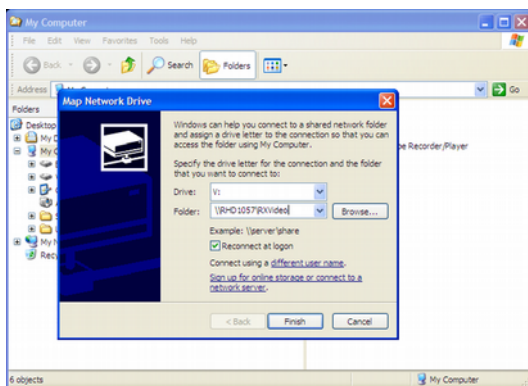 My Computer
File Edit View Favorites Tools Help
Back Search Folders
Address Go
Folders
Map Network Drive
Desktop
Windows can help you connect to a shared network folder
and assign a drive letter to the connection so that you can
access the folder using My Computer.
Specify the drive letter for the connection and the folder
that you want to connect to:
Drive: V:
Folder: \\RHD1057\RXVideo Browse...
Example: \\server\share
Reconnect at logon
Connect using a different user name.
Sign up for online storage or connect to a
network server.
< Back Finish Cancel
6 objects My Computer